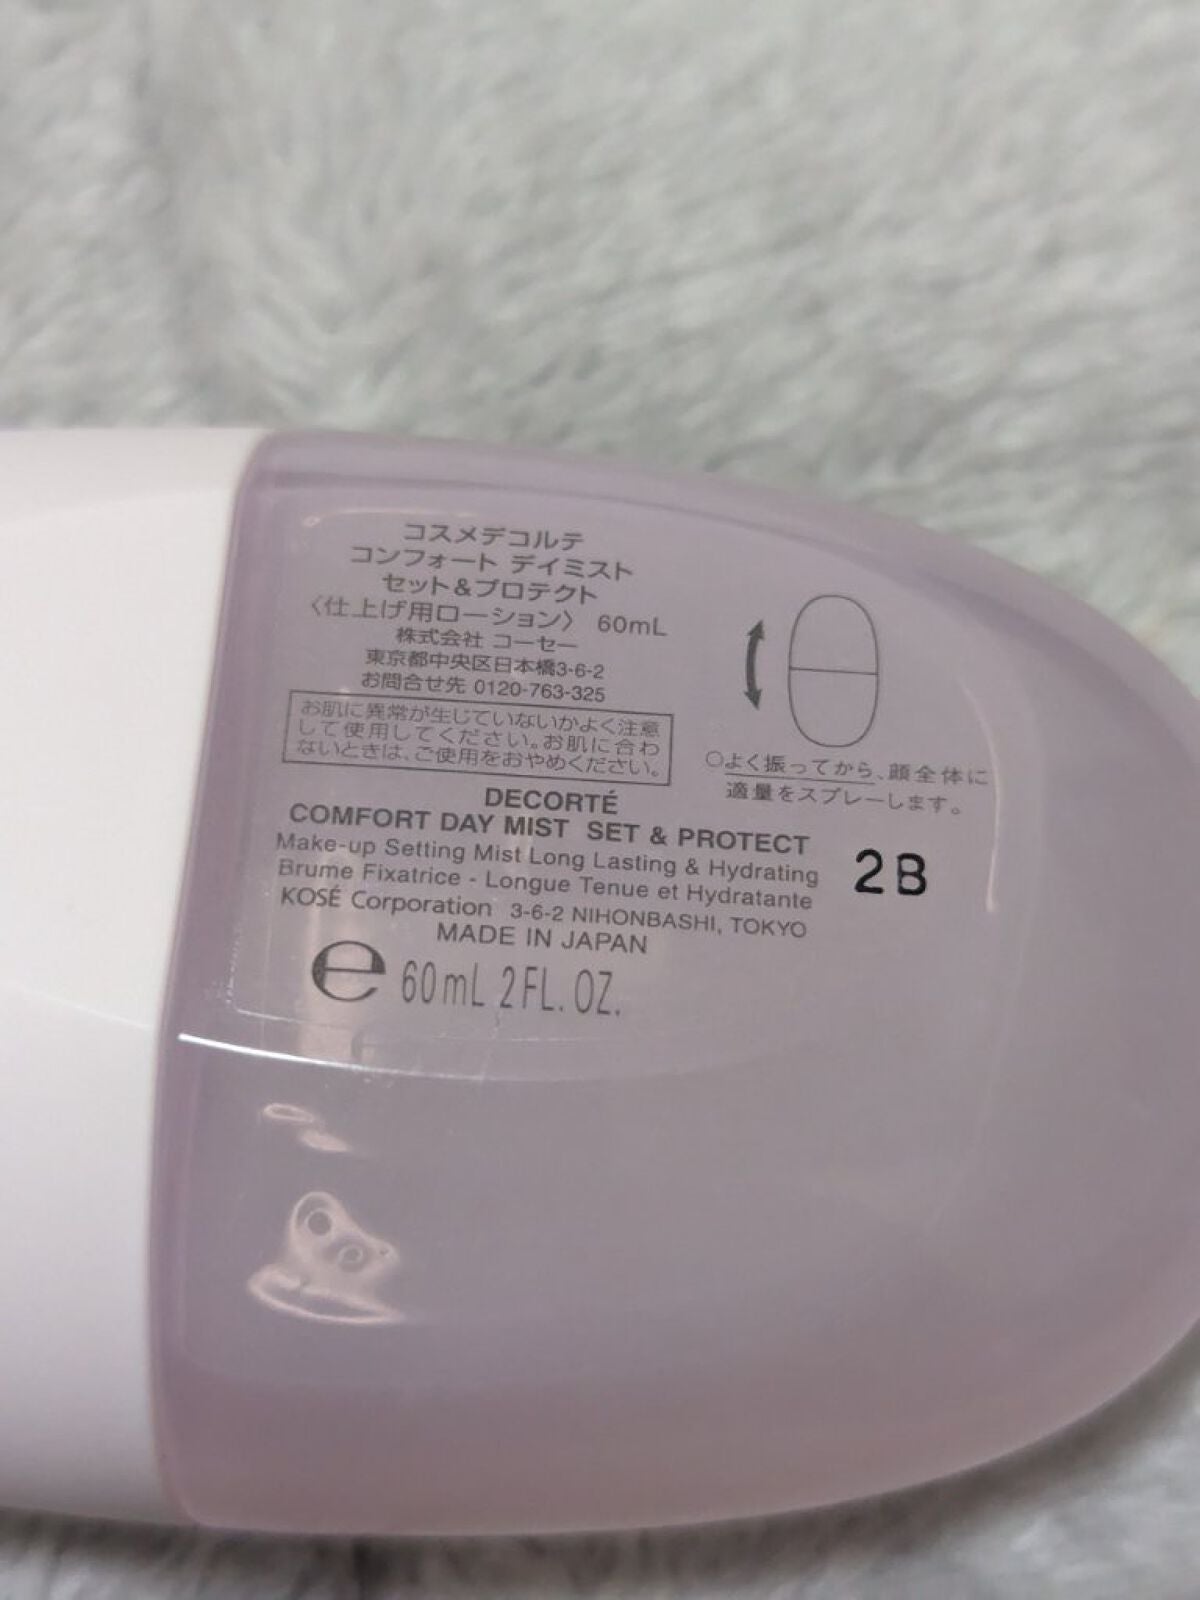 コスメデコルテ
コンフォート デイミスト
セット&プロテクト
〈仕上げ用ローション〉 60mL
株式会社 コーセー
東京都中央区日本橋3-6-2
お問合せ先 0120-763-325
お肌に異常が生じていないかよく注意
して使用してください。お肌に合わ
ないときは、ご使用をおやめください。
○よく振ってから、顔全体に
適量をスプレーします。
DECORTÉ
COMFORT DAY MIST SET & PROTECT
Make-up Setting Mist Long Lasting & Hydrating
Brume Fixatrice - Longue Tenue et Hydratante
KOSÉ Corporation 3-6-2 NIHONBASHI, TOKYO
MADE IN JAPAN
℮ 60mL 2FL. OZ.
2B